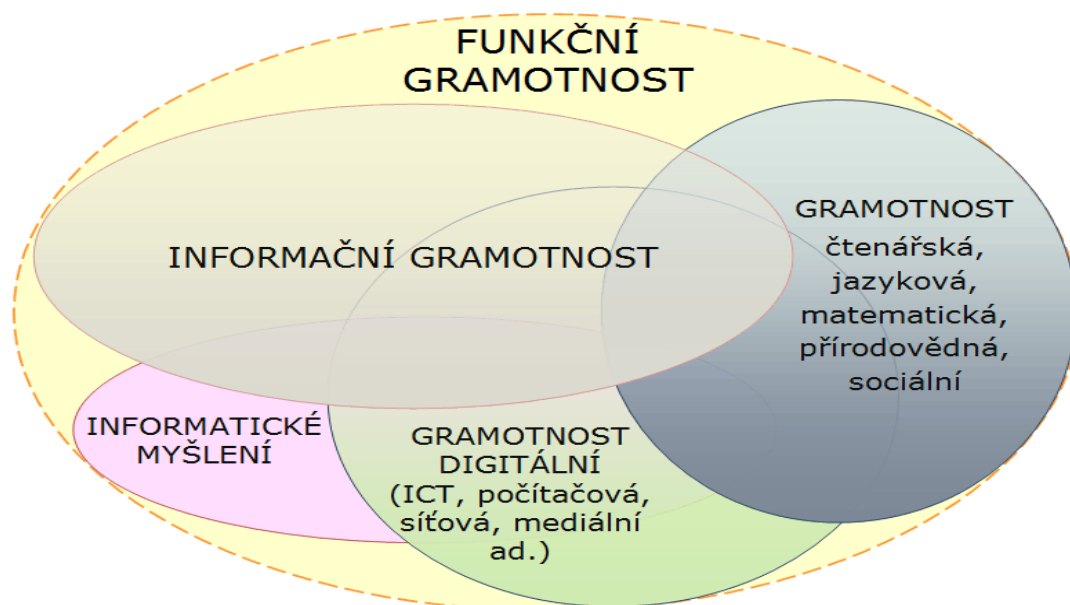 FUNKČNÍ
GRAMOTNOST
INFORMAČNÍ GRAMOTNOST
GRAMOTNOST
čtenářská,
jazyková,
matematická,
přírodovědná,
sociální
INFORMATICKÉ
MYŠLENÍ
GRAMOTNOST
DIGITÁLNÍ
(ICT, počítačová,
síťová, mediální
ad.)